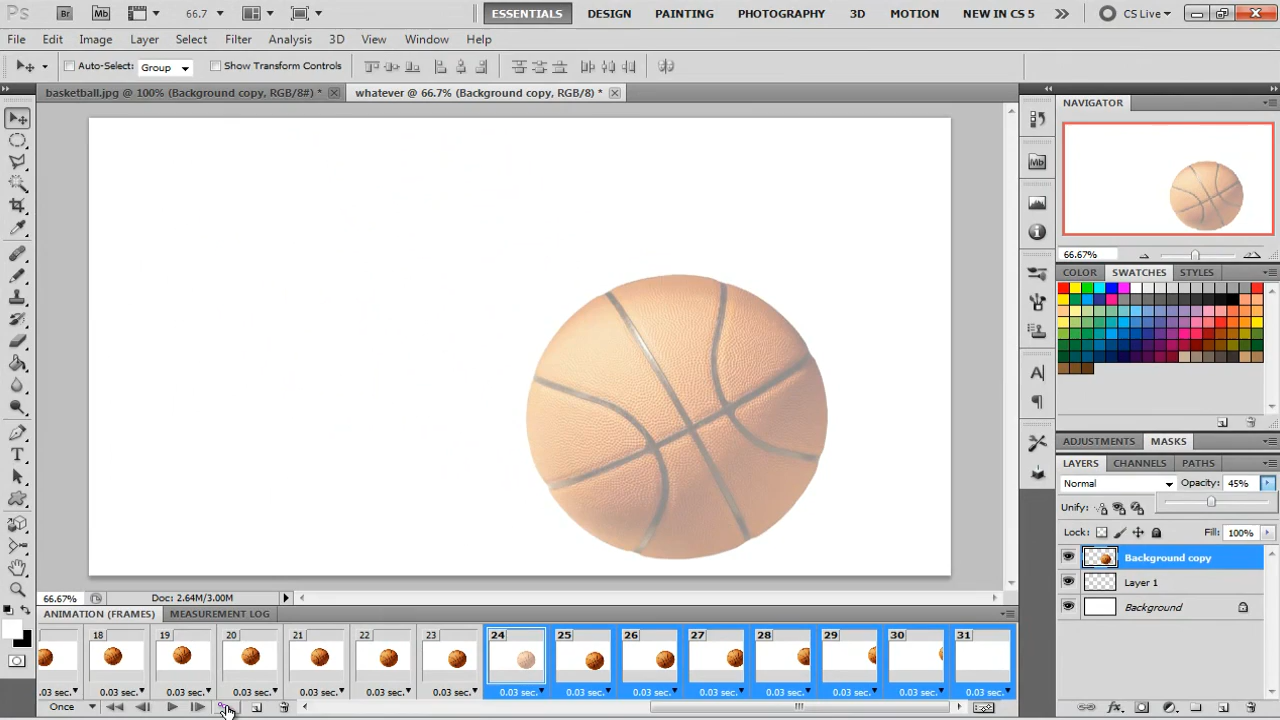 Ps Br Mb 66.7 ESSENTIALS DESIGN PAINTING PHOTOGRAPHY 3D MOTION NEW IN CS 5 CS Live
File Edit Image Layer Select Filter Analysis 3D View Window Help
Auto-Select: Group Show Transform Controls
basketball.jpg @ 100% (Background copy, RGB/8#) * whatever @ 66.7% (Background copy, RGB/8) *
NAVIGATOR
Mb
66.67%
COLOR SWATCHES STYLES
A
T
ADJUSTMENTS MASKS
LAYERS CHANNELS PATHS
Normal Opacity: 45%
Unify:
Lock: Fill: 100%
Background copy
Layer 1
Background
66.67% Doc: 2.64M/3.00M
ANIMATION (FRAMES) MEASUREMENT LOG
18 19 20 21 22 23 24 25 26 27 28 29 30 31
0.03 sec. 0.03 sec. 0.03 sec. 0.03 sec. 0.03 sec. 0.03 sec. 0.03 sec. 0.03 sec. 0.03 sec. 0.03 sec. 0.03 sec. 0.03 sec. 0.03 sec. 0.03 sec. 0.03 sec.
Once
fx